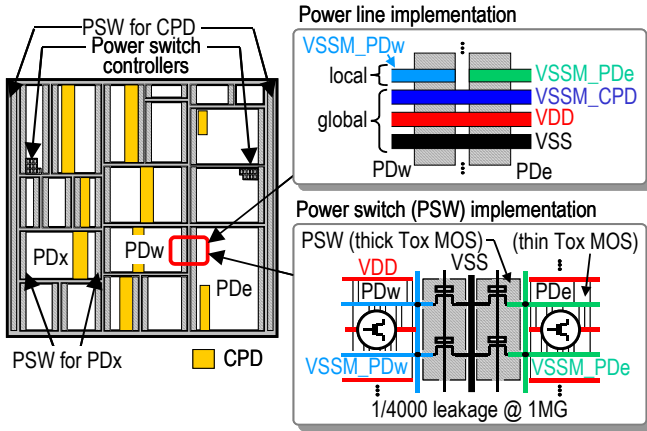 PSW for CPD
Power switch
controllers
PDx
PDw
PDe
PSW for PDx
CPD
Power line implementation
VSSM_PDw
local
global
VSSM_PDe
VSSM_CPD
VDD
VSS
PDw
PDe
Power switch (PSW) implementation
PSW (thick Tox MOS)
(thin Tox MOS)
VDD
VSS
PDw
PDe
VSSM_PDw
VSSM_PDe
1/4000 leakage @ 1MG